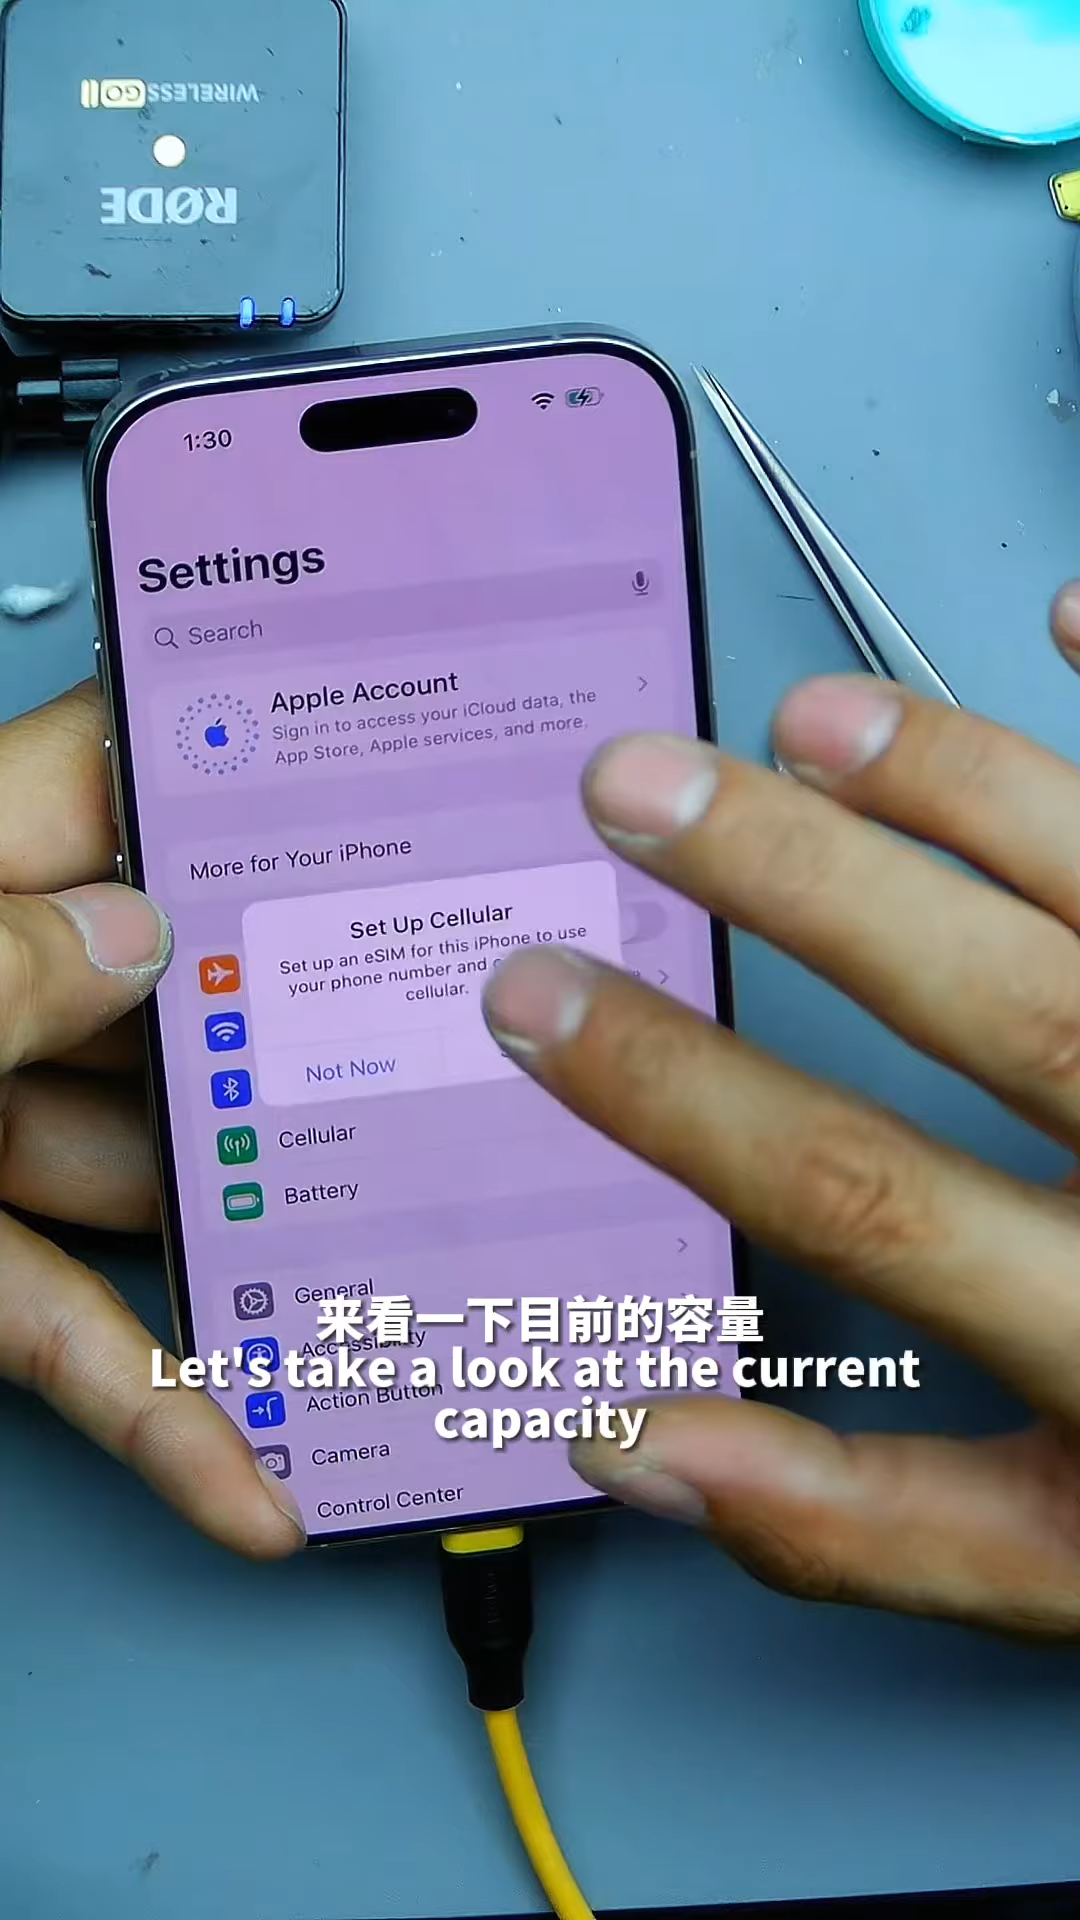 WIRELESS GO II
RØDE
1:30
Settings
Search
Apple Account
Sign in to access your iCloud data, the
App Store, Apple services, and more.
More for Your iPhone
Set Up Cellular
Set up an eSIM for this iPhone to use
your phone number and
cellular.
Not Now
Cellular
Battery
General
Accessibility
Action Button
Camera
Control Center
来看一下目前的容量
Let's take a look at the current
capacity